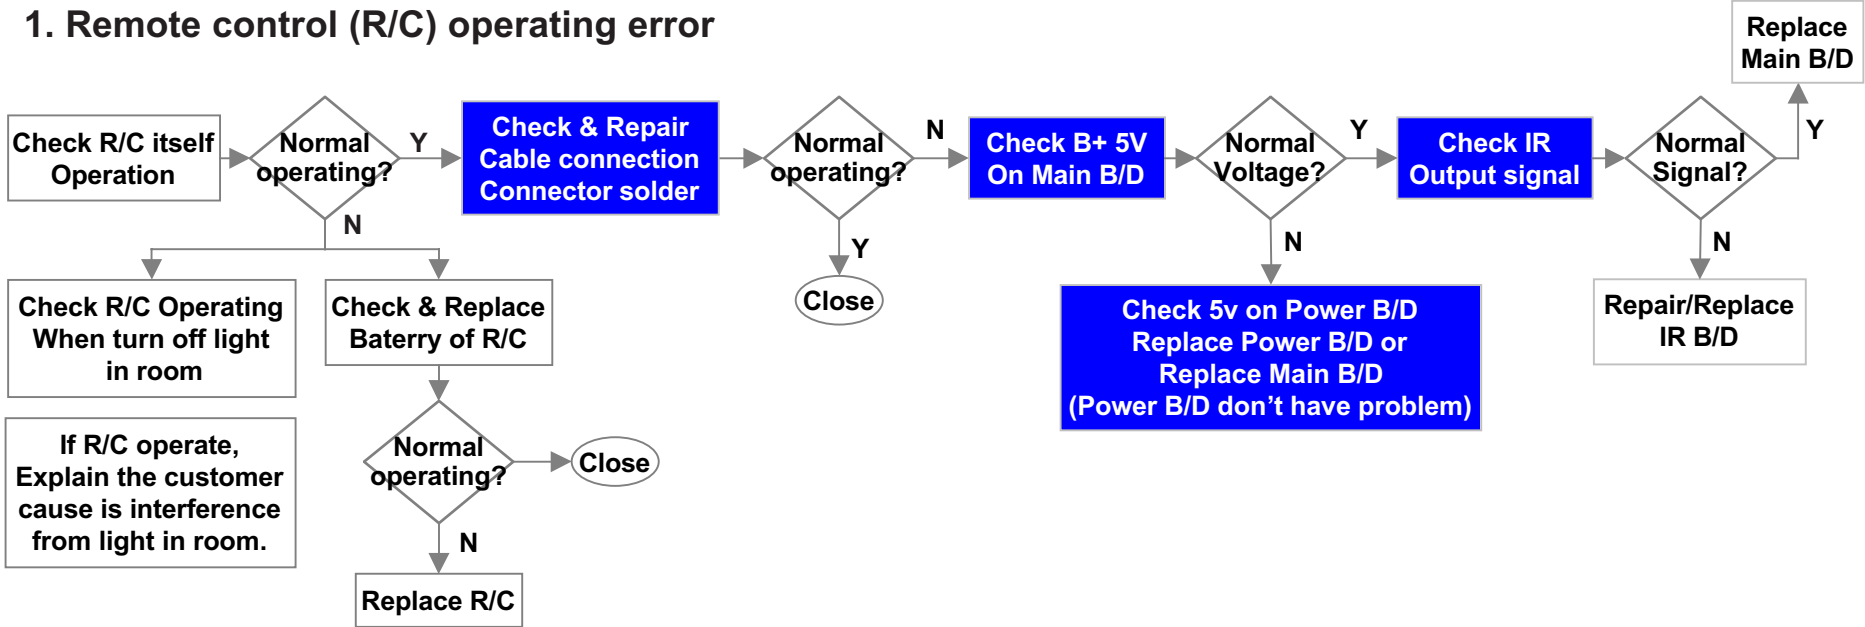 1. Remote control (R/C) operating error
Check R/C itself
Operation
Normal
operating?
Y
N
Check & Repair
Cable connection
Connector solder
Normal
operating?
N
Y
Close
Check B+ 5V
On Main B/D
Normal
Voltage?
Y
N
Check IR
Output signal
Normal
Signal?
Y
N
Replace
Main B/D
Check R/C Operating
When turn off light
in room
Check & Replace
Baterry of R/C
Check 5v on Power B/D
Replace Power B/D or
Replace Main B/D
(Power B/D don’t have problem)
Repair/Replace
IR B/D
If R/C operate,
Explain the customer
cause is interference
from light in room.
Normal
operating?
Close
N
Replace R/C